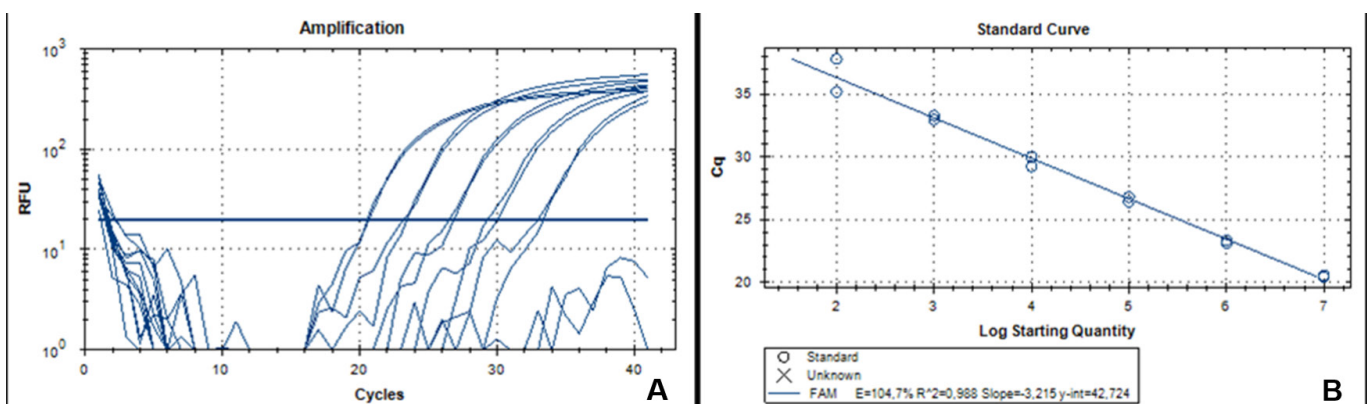 Amplification
10³
10²
10¹
10⁰
RFU
0
10
20
30
40
Cycles
A
Standard Curve
35
30
25
20
Cq
2
3
4
5
6
7
Log Starting Quantity
Standard
Unknown
FAM E=104,7% R^2=0,988 Slope=-3,215 y-int=42,724
B